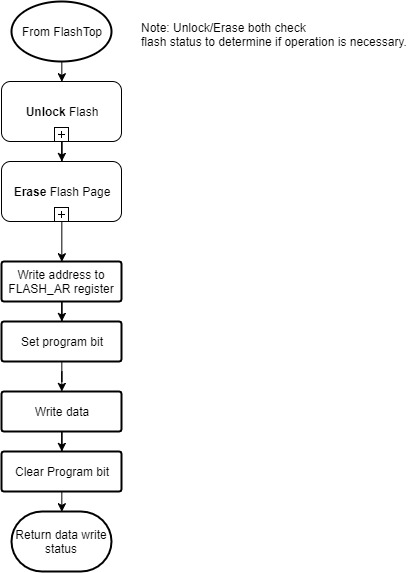 From FlashTop
Note: Unlock/Erase both check
flash status to determine if operation is necessary.
Unlock Flash
Erase Flash Page
Write address to
FLASH_AR register
Set program bit
Write data
Clear Program bit
Return data write
status